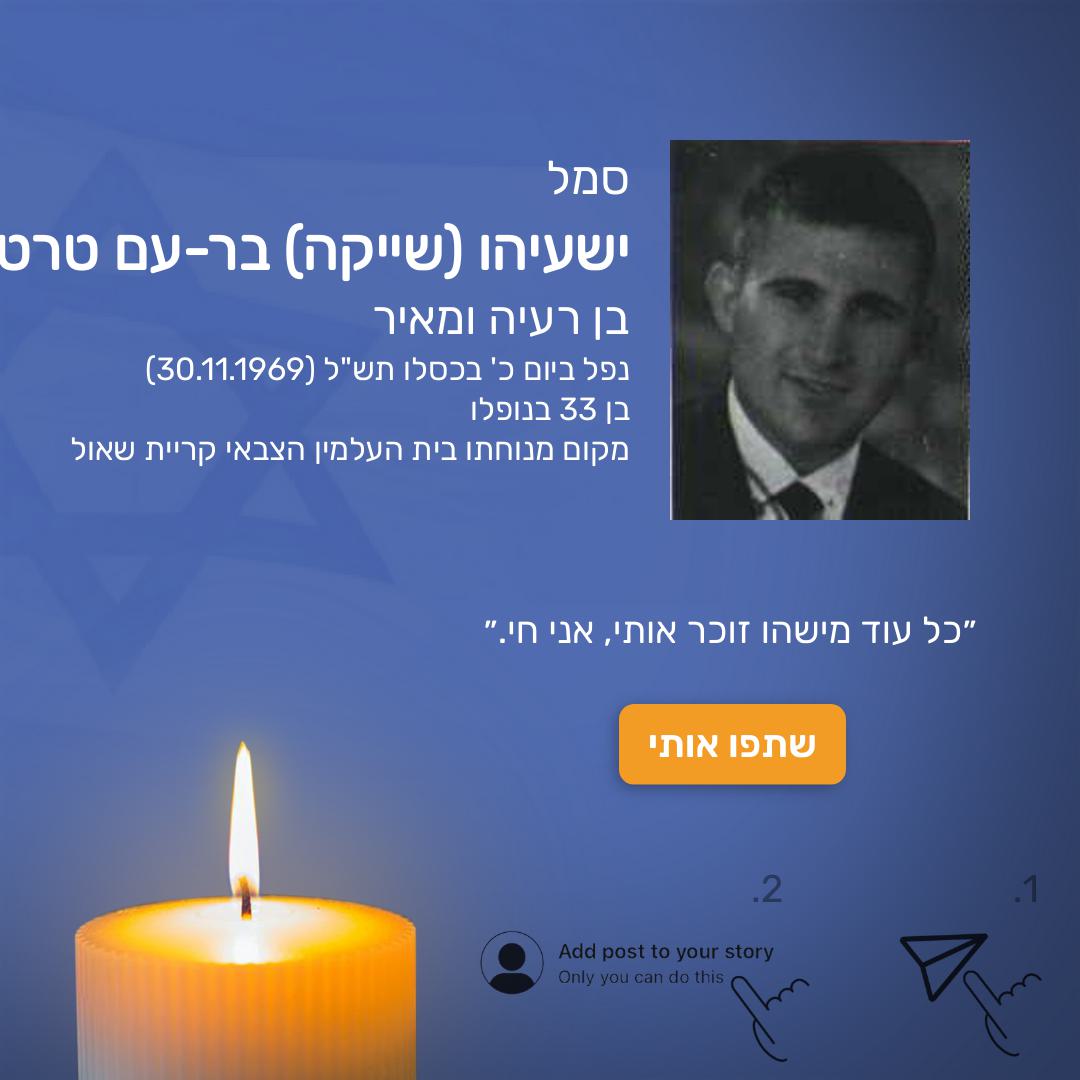 סמל
ישעיהו (שייקה) בר-עם טרט
בן רעיה ומאיר
נפל ביום כ' בכסלו תש"ל (30.11.1969)
בן 33 בנופלו
מקום מנוחתו בית העלמין הצבאי קריית שאול
״כל עוד מישהו זוכר אותי, אני חי.״
שתפו אותי
1.
2.
Add post to your story
Only you can do this